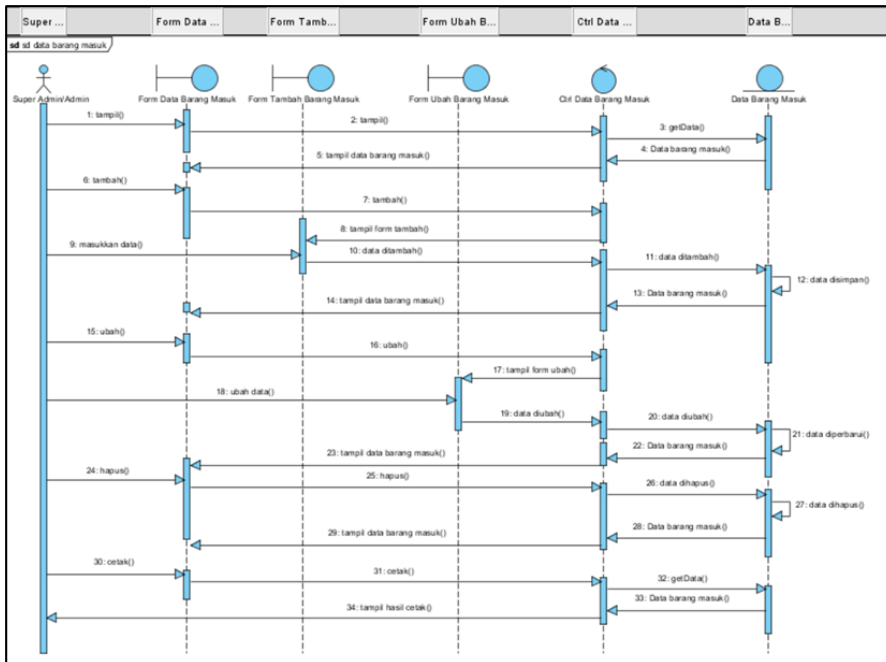 Super ...
Form Data ...
Form Tamb...
Form Ubah B...
Ctrl Data ...
Data B...
sd sd data barang masuk
Super Admin/Admin
Form Data Barang Masuk
Form Tambah Barang Masuk
Form Ubah Barang Masuk
Ctrl Data Barang Masuk
Data Barang Masuk
1: tampil()
2: tampil()
3: getData()
4: Data barang masuk()
5: tampil data barang masuk()
6: tambah()
7: tambah()
8: tampil form tambah()
9: masukkan data()
10: data ditambah()
11: data ditambah()
12: data disimpan()
13: Data barang masuk()
14: tampil data barang masuk()
15: ubah()
16: ubah()
17: tampil form ubah()
18: ubah data()
19: data diubah()
20: data diubah()
21: data diperbarui()
22: Data barang masuk()
23: tampil data barang masuk()
24: hapus()
25: hapus()
26: data dihapus()
27: data dihapus()
28: Data barang masuk()
29: tampil data barang masuk()
30: cetak()
31: cetak()
32: getData()
33: Data barang masuk()
34: tampil hasil cetak()